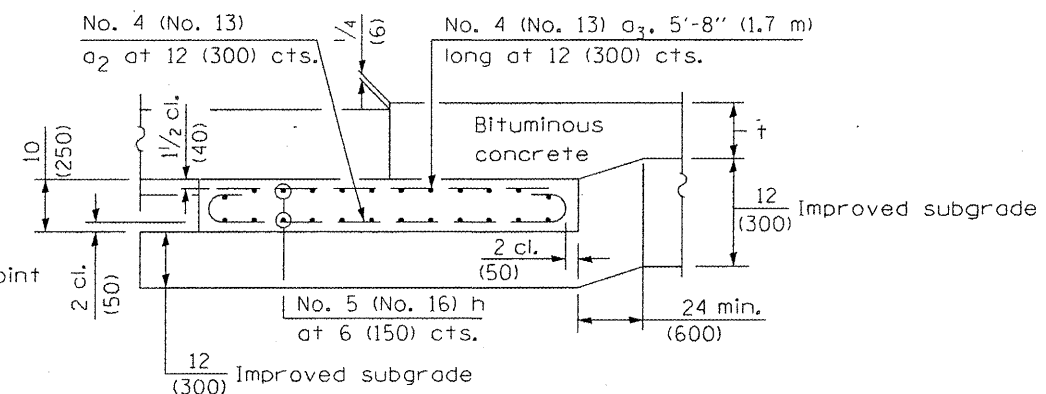 No. 4 (No. 13)
a2 at 12 (300) cts.
1/4
(6)
No. 4 (No. 13) a3, 5'-8" (1.7 m)
long at 12 (300) cts.
10
(250)
1 1/2 cl.
(40)
Bituminous
concrete
t
12
(300)
Improved subgrade
oint
2 cl.
(50)
2 cl.
(50)
No. 5 (No. 16) h
at 6 (150) cts.
24 min.
(600)
12
(300)
Improved subgrade